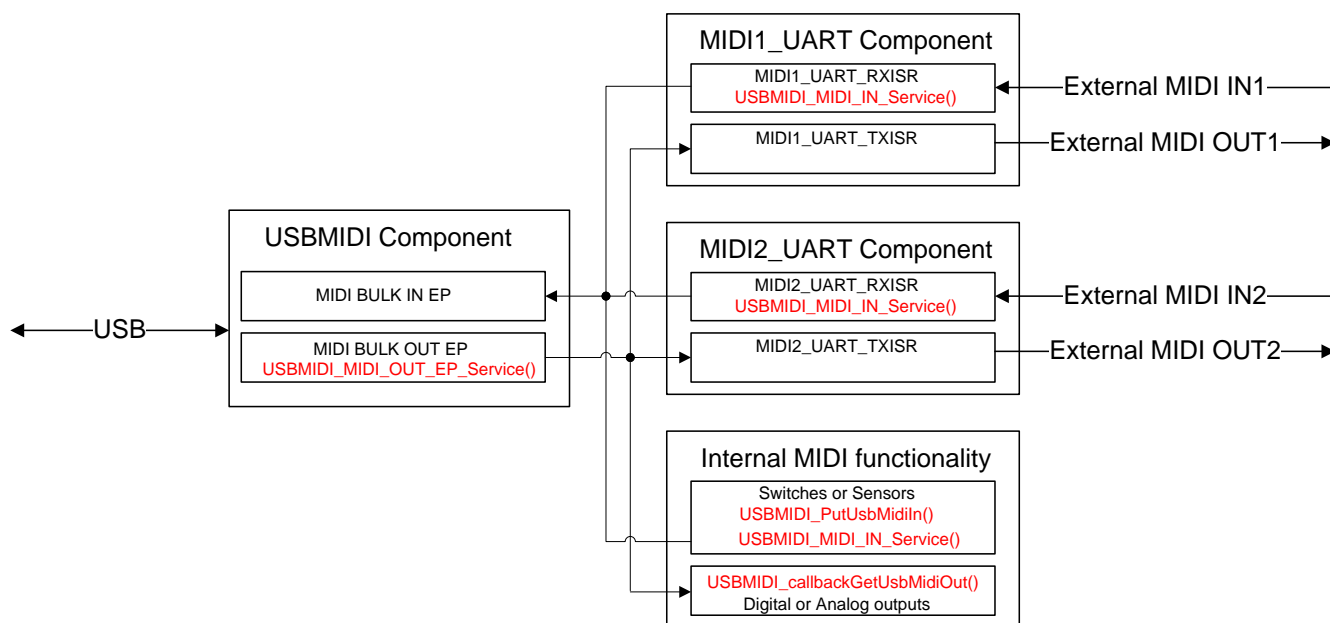 MIDI1_UART Component
MIDI1_UART_RXISR
USBMIDI_MIDI_IN_Service()
External MIDI IN1
MIDI1_UART_TXISR
External MIDI OUT1
USBMIDI Component
MIDI BULK IN EP
MIDI BULK OUT EP
USBMIDI_MIDI_OUT_EP_Service()
USB
MIDI2_UART Component
MIDI2_UART_RXISR
USBMIDI_MIDI_IN_Service()
External MIDI IN2
MIDI2_UART_TXISR
External MIDI OUT2
Internal MIDI functionality
Switches or Sensors
USBMIDI_PutUsbMidiIn()
USBMIDI_MIDI_IN_Service()
USBMIDI_callbackGetUsbMidiOut()
Digital or Analog outputs